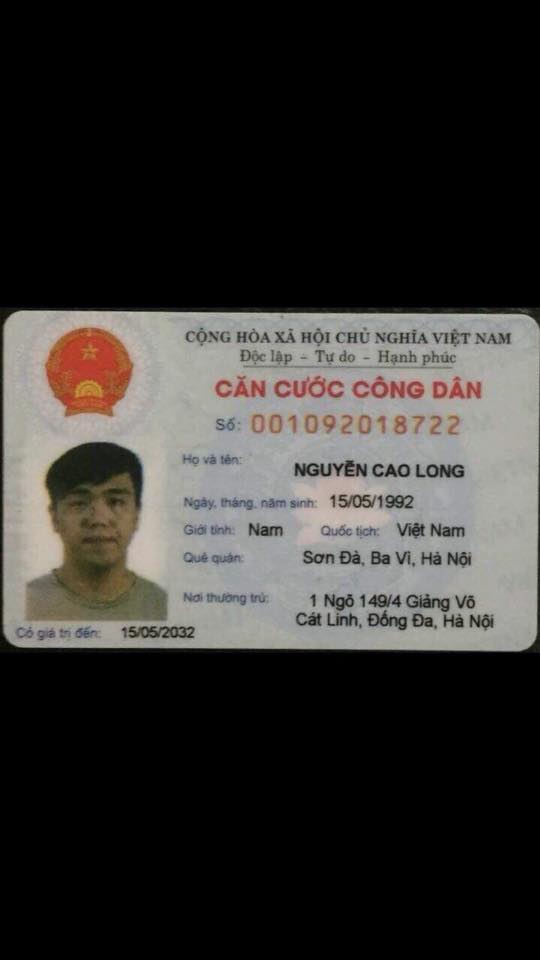 CỘNG HÒA XÃ HỘI CHỦ NGHĨA VIỆT NAM
Độc lập - Tự do - Hạnh phúc
CĂN CƯỚC CÔNG DÂN
Số: 001092018722
Họ và tên: NGUYỄN CAO LONG
Ngày, tháng, năm sinh: 15/05/1992
Giới tính: Nam Quốc tịch: Việt Nam
Quê quán: Sơn Đà, Ba Vì, Hà Nội
Nơi thường trú: 1 Ngõ 149/4 Giảng Võ
Cát Linh, Đống Đa, Hà Nội
Có giá trị đến: 15/05/2032